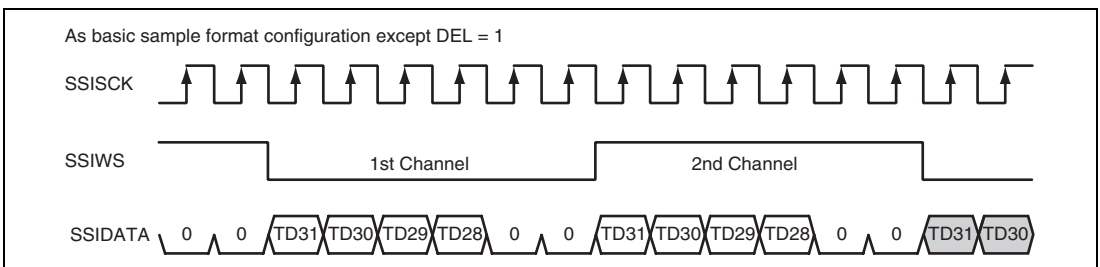 As basic sample format configuration except DEL = 1
SSISCK
SSIWS 1st Channel 2nd Channel
SSIDATA 0 0 TD31 TD30 TD29 TD28 0 0 TD31 TD30 TD29 TD28 0 0 TD31 TD30